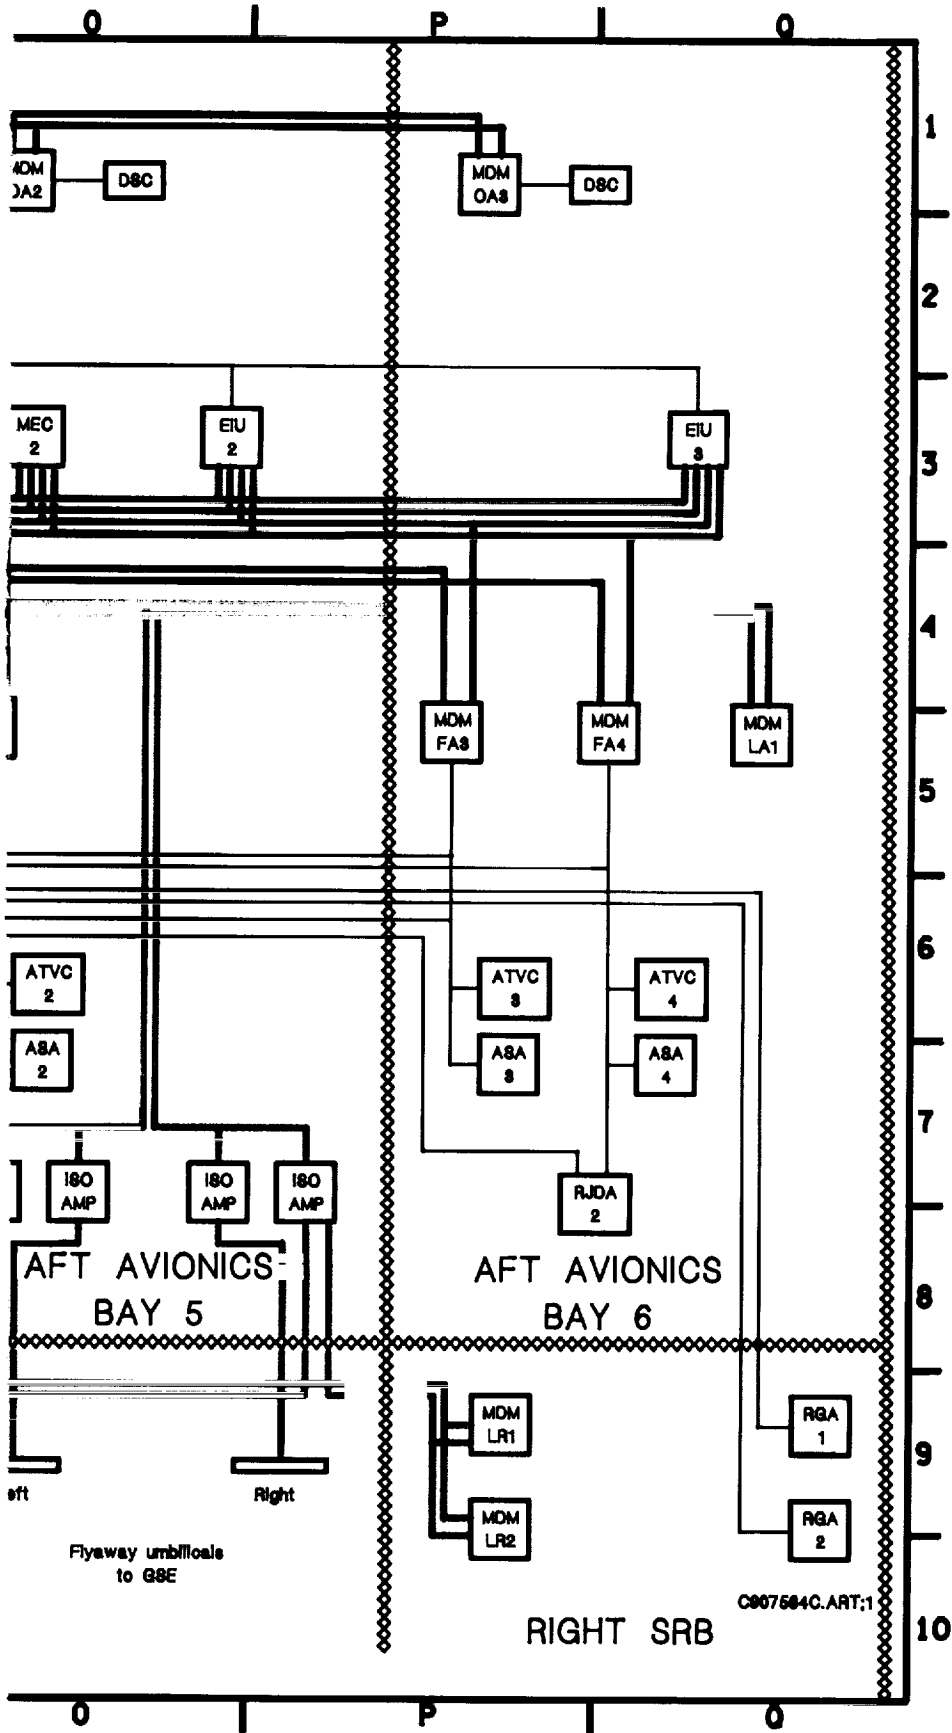 O P Q
1
MDM DSC MDM DSC
OA3
2
MEC EIU EIU
2 2 3
3
4
MDM MDM MDM
FA3 FA4 LA1
5
6
ATVC ATVC ATVC
2 3 4
ASA ASA ASA
2 3 4
7
ISO ISO ISO
AMP AMP AMP
RJDA
2
AFT AVIONICS AFT AVIONICS
BAY 5 BAY 6
8
MDM RGA
LR1 1
9
Right
MDM RGA
LR2 2
Flyaway umbilicals
to GSE
C907564C.ART;1
RIGHT SRB
10
O P Q